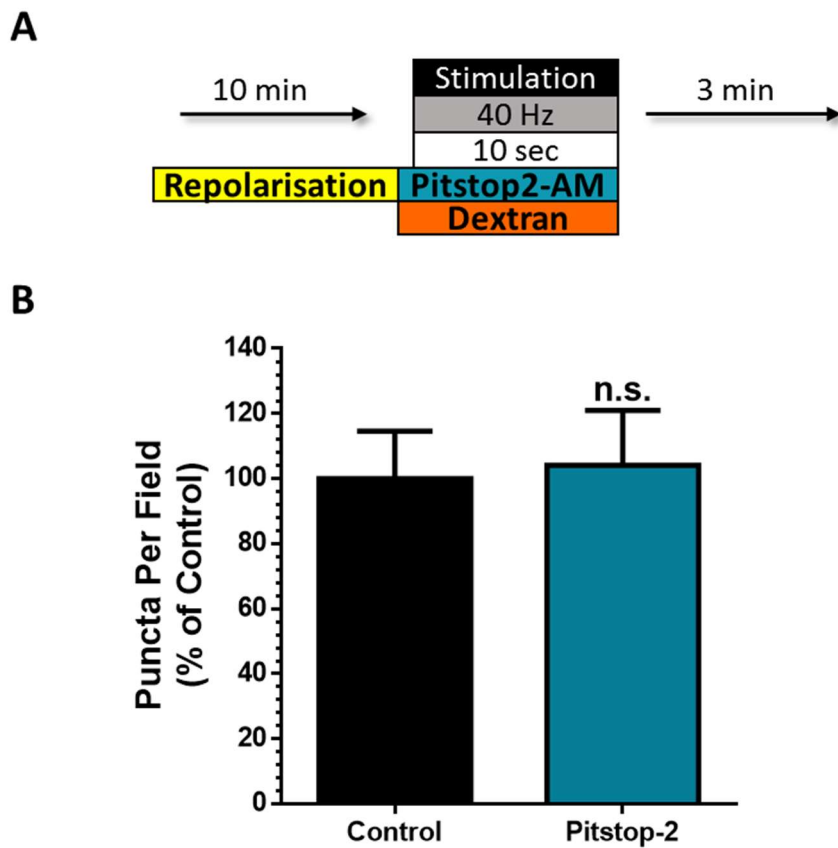 A
10 min
Stimulation
3 min
40 Hz
10 sec
Repolarisation
Pitstop2-AM
Dextran
B
140
120
100
80
60
40
20
0
Puncta Per Field
(% of Control)
n.s.
Control
Pitstop-2